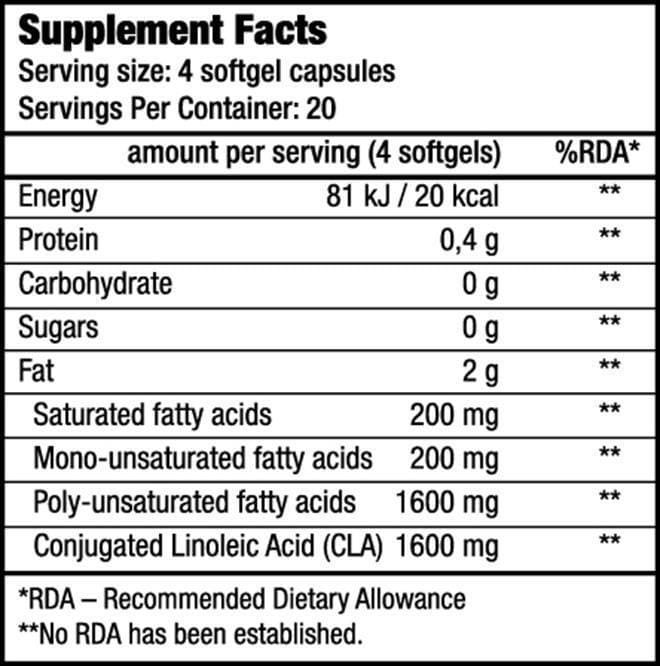 Supplement Facts
Serving size: 4 softgel capsules
Servings Per Container: 20
amount per serving (4 softgels) %RDA*
Energy 81 kJ / 20 kcal **
Protein 0,4 g **
Carbohydrate 0 g **
Sugars 0 g **
Fat 2 g **
Saturated fatty acids 200 mg **
Mono-unsaturated fatty acids 200 mg **
Poly-unsaturated fatty acids 1600 mg **
Conjugated Linoleic Acid (CLA) 1600 mg **
*RDA – Recommended Dietary Allowance
**No RDA has been established.